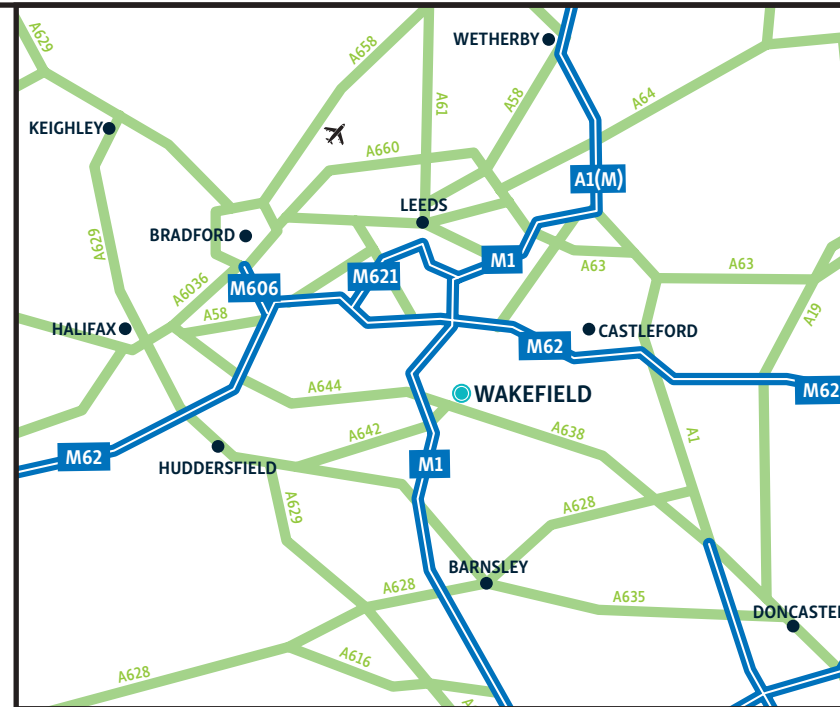 A629
A658
WETHERBY
A61
A58
A64
KEIGHLEY
A660
A1(M)
LEEDS
A629
BRADFORD
M1
A63
A63
M621
A6036
M606
A58
A19
HALIFAX
CASTLEFORD
M62
A644
WAKEFIELD
M62
A642
A638
A1
M62
HUDDERSFIELD
M1
A629
A628
BARNSLEY
A628
A635
DONCASTE
A616
A628